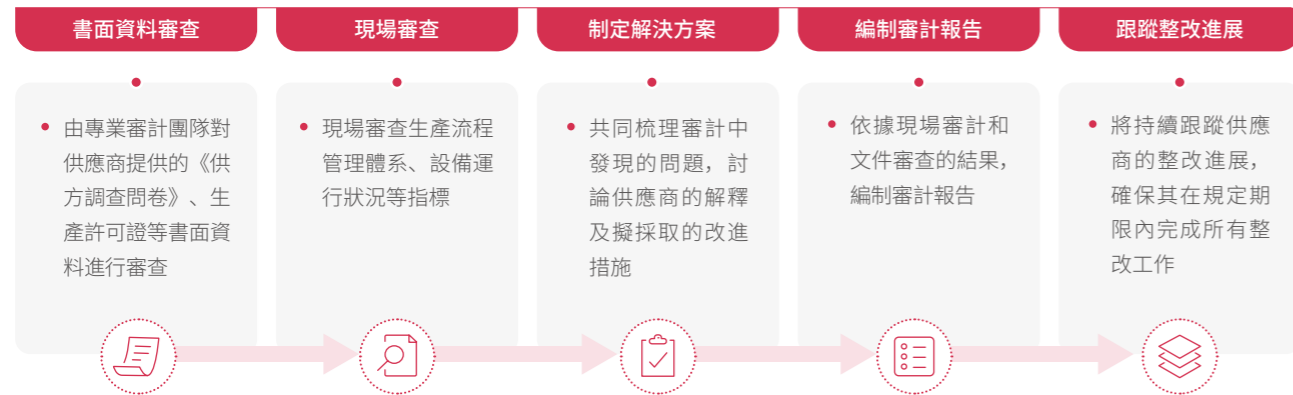 書面資料審查
由專業審計團隊對
供應商提供的《供
方調查問卷》、生
產許可證等書面資
料進行審查
現場審查
現場審查生產流程
管理體系、設備運
行狀況等指標
制定解決方案
共同梳理審計中
發現的問題，討
論供應商的解釋
及擬採取的改進
措施
編制審計報告
依據現場審計和
文件審查的結果，
編制審計報告
跟蹤整改進展
將持續跟蹤供應
商的整改進展，
確保其在規定期
限內完成所有整
改工作